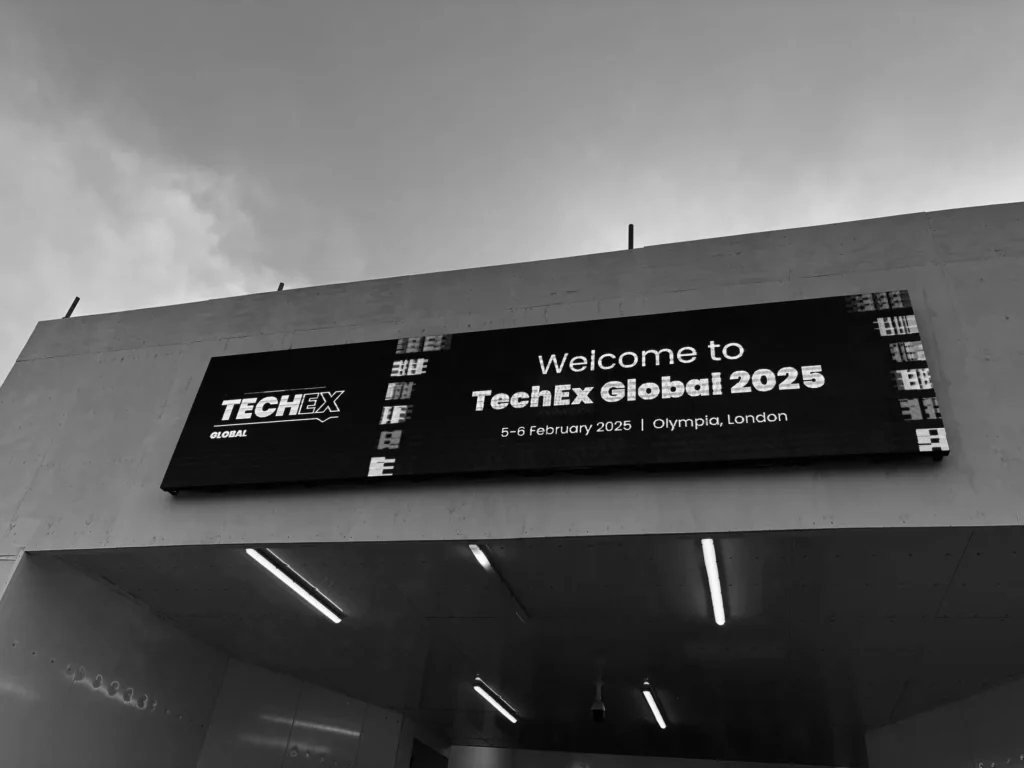 TECHEX
GLOBAL
Welcome to
TechEx Global 2025
5-6 February 2025 | Olympia, London